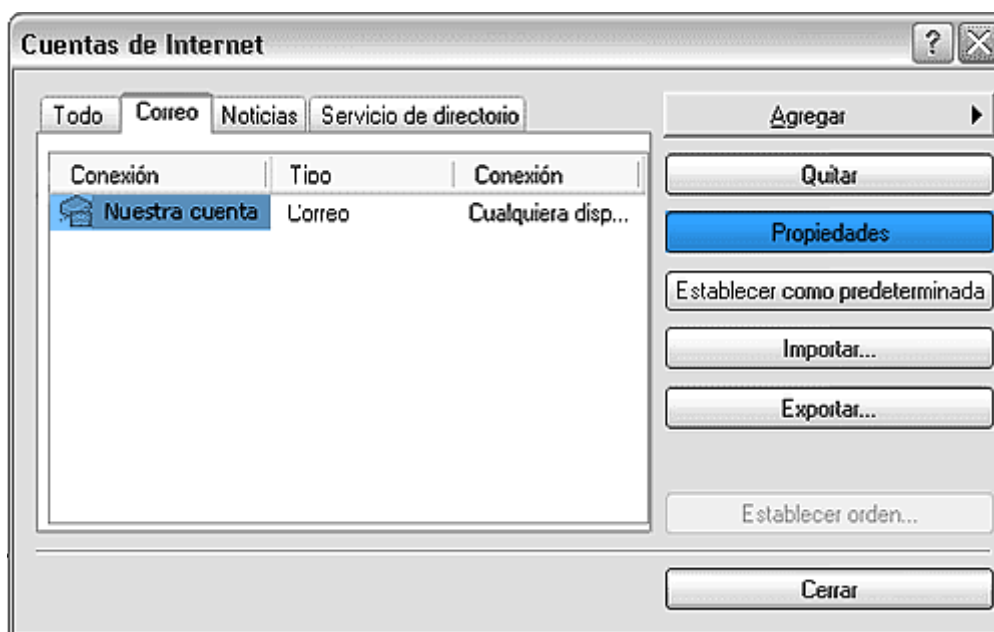 Cuentas de Internet
Todo Correo Noticias Servicio de directorio
Conexión Tipo Conexión
Nuestra cuenta Correo Cualquiera disp...
Agregar
Quitar
Propiedades
Establecer como predeterminada
Importar...
Exportar...
Establecer orden...
Cerrar